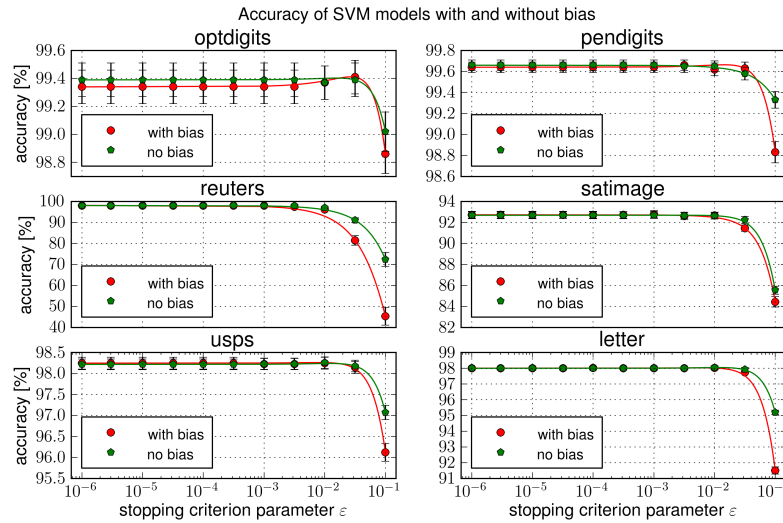 Accuracy of SVM models with and without bias
optdigits
accuracy [%]
99.6
99.4
99.2
99.0
98.8
with bias
no bias
pendigits
99.8
99.6
99.4
99.2
99.0
98.8
98.6
with bias
no bias
reuters
accuracy [%]
100
90
80
70
60
50
40
with bias
no bias
satimage
94
92
90
88
86
84
82
with bias
no bias
usps
accuracy [%]
98.5
98.0
97.5
97.0
96.5
96.0
95.5
with bias
no bias
10⁻⁶ 10⁻⁵ 10⁻⁴ 10⁻³ 10⁻² 10⁻¹
stopping criterion parameter ε
letter
99
98
97
96
95
94
93
92
91
with bias
no bias
10⁻⁶ 10⁻⁵ 10⁻⁴ 10⁻³ 10⁻² 10⁻
stopping criterion parameter ε